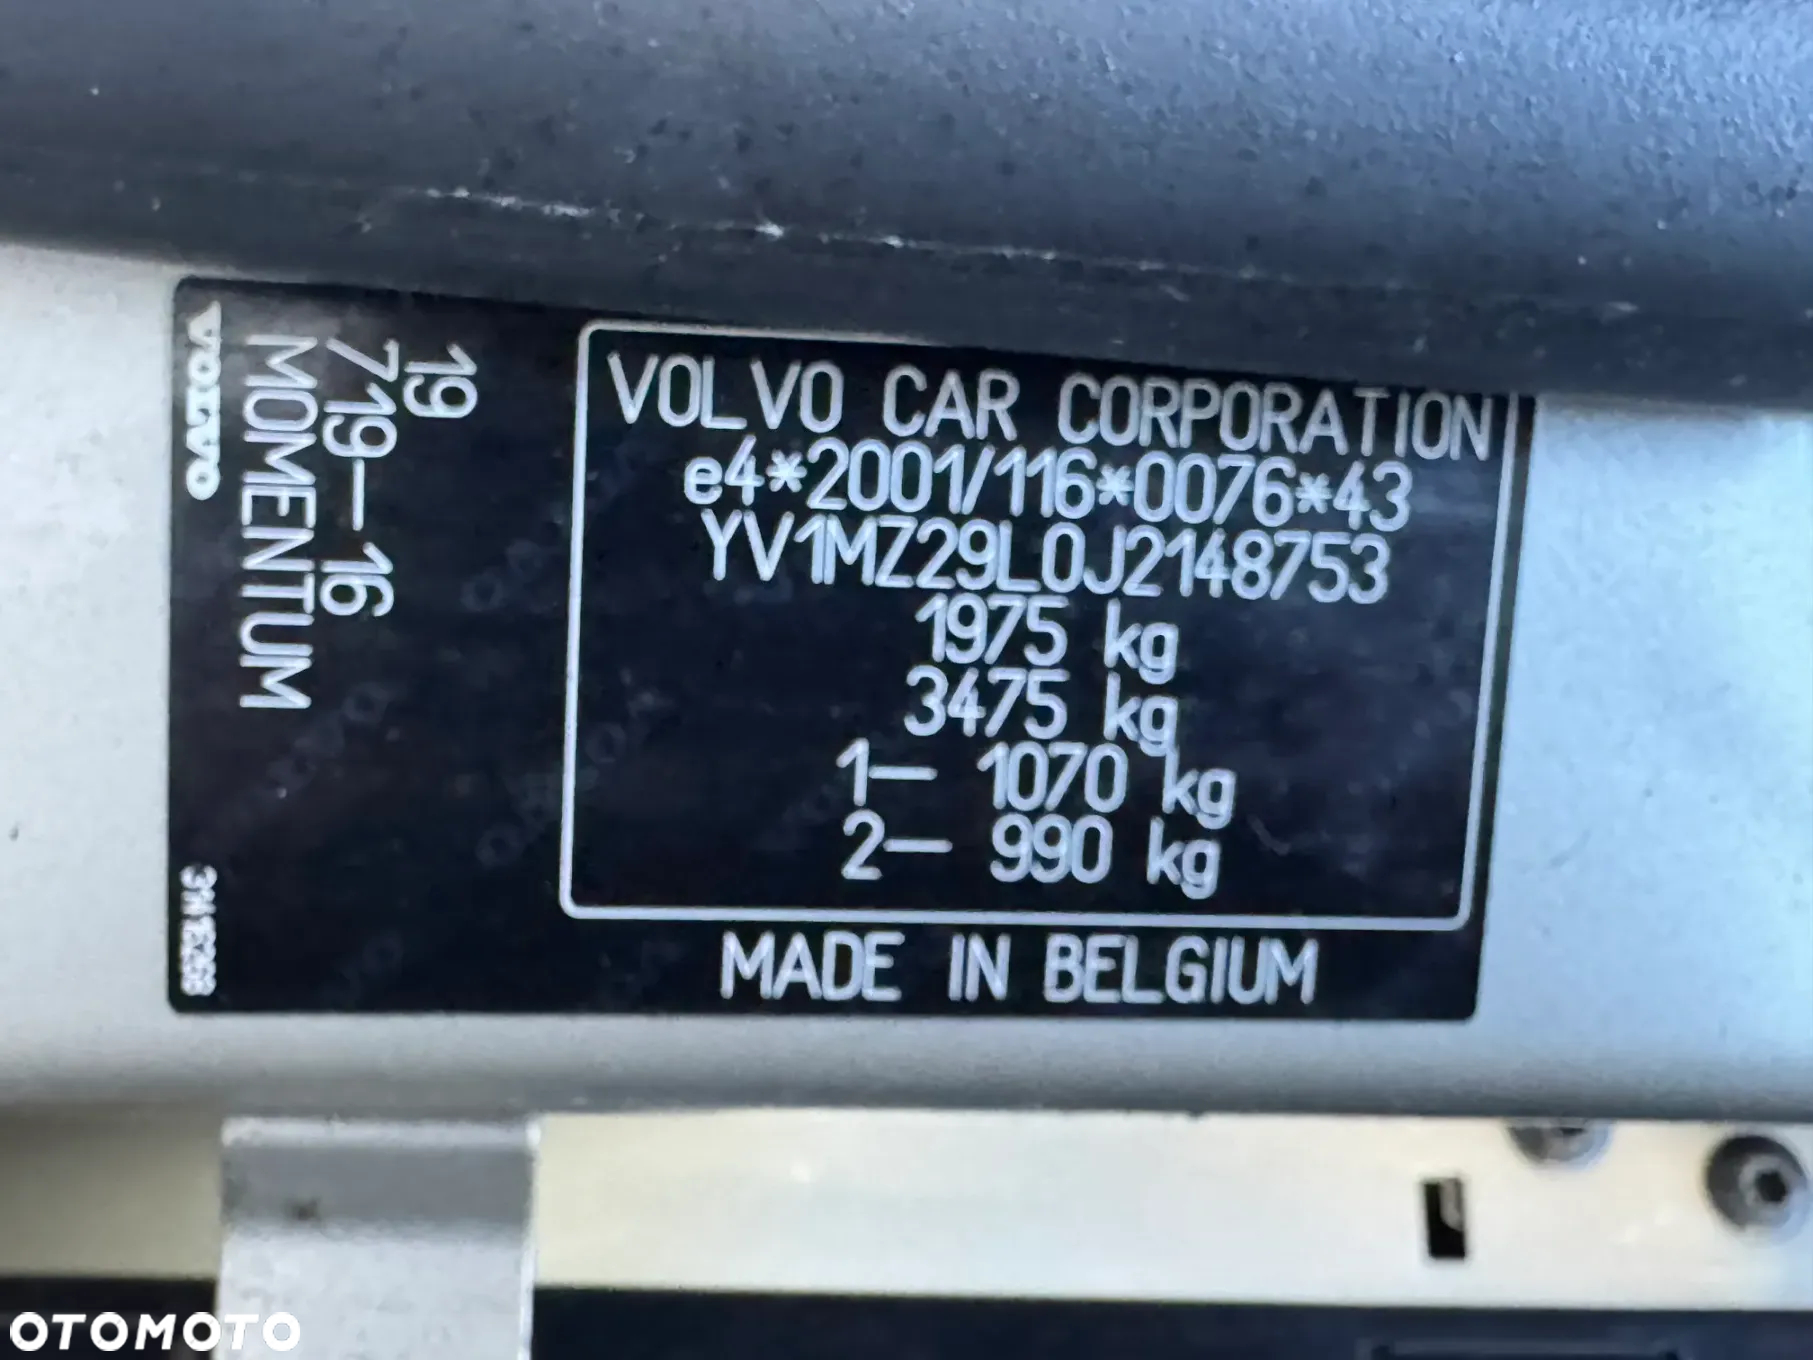 VOLVO
MOMENTUM
719-16
19
VOLVO CAR CORPORATION
e4*2001/116*0076*43
YV1MZ29L0J2148753
1975 kg
3475 kg
1- 1070 kg
2- 990 kg
MADE IN BELGIUM
OTOMOTO